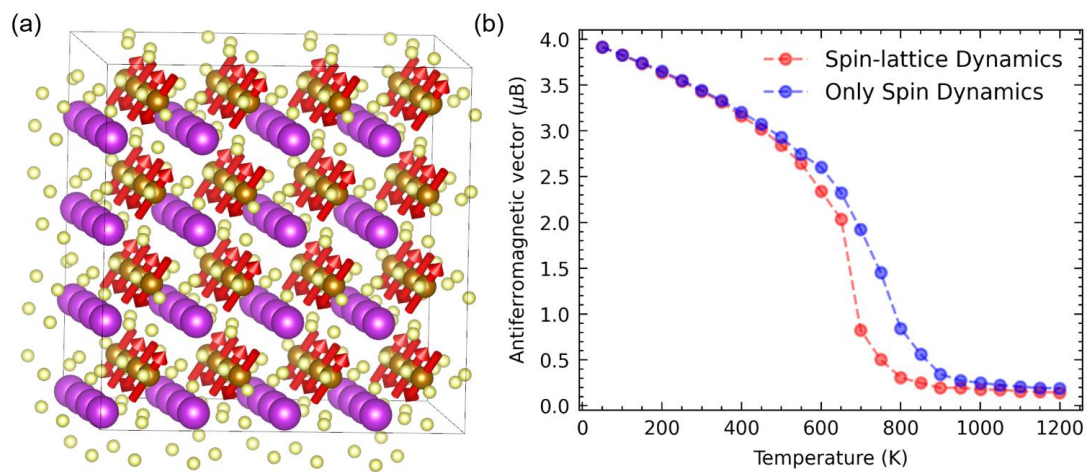 (a)
(b)
4.0
3.5
3.0
2.5
2.0
1.5
1.0
0.5
0.0
Antiferromagnetic vector (μB)
Spin-lattice Dynamics
Only Spin Dynamics
0 200 400 600 800 1000 1200
Temperature (K)